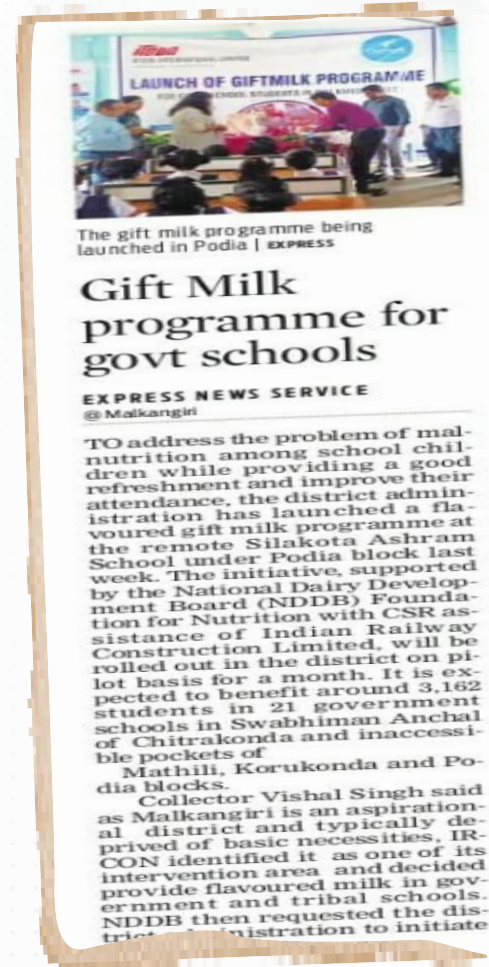 LAUNCH OF GIFTMILK PROGRAMME
The gift milk programme being
launched in Podia | EXPRESS
Gift Milk
programme for
govt schools
EXPRESS NEWS SERVICE
@ Malkangiri
TO address the problem of mal-
nutrition among school chil-
dren while providing a good
refreshment and improve their
attendance, the district admin-
istration has launched a fla-
voured gift milk programme at
the remote Silakota Ashram
School under Podia block last
week. The initiative, supported
by the National Dairy Develop-
ment Board (NDDB) Founda-
tion for Nutrition with CSR as-
sistance of Indian Railway
Construction Limited, will be
rolled out in the district on pi-
lot basis for a month. It is ex-
pected to benefit around 3,162
students in 21 government
schools in Swabhiman Anchal
of Chitrakonda and inaccessi-
ble pockets of
Mathili, Korukonda and Po-
dia blocks.
Collector Vishal Singh said
as Malkangiri is an aspiration-
al district and typically de-
prived of basic necessities, IR-
CON identified it as one of its
intervention area and decided
provide flavoured milk in gov-
ernment and tribal schools.
NDDB then requested the dis-
to initiate